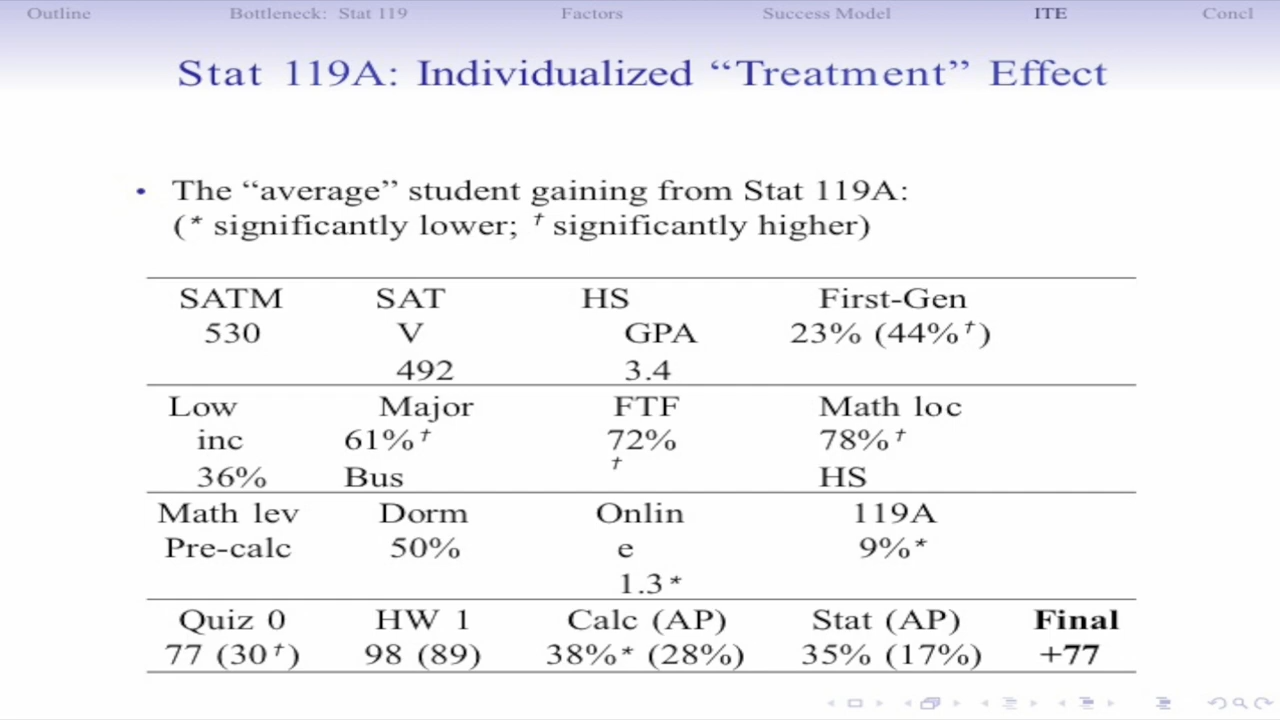 Outline Bottleneck: Stat 119 Factors Success Model ITE Concl
Stat 119A: Individualized “Treatment” Effect
• The “average” student gaining from Stat 119A:
(* significantly lower; † significantly higher)
SATM SAT HS First-Gen
530 V GPA 23% (44%†)
492 3.4
Low Major FTF Math loc
inc 61%† 72% 78%†
† 
36% Bus HS
Math lev Dorm Onlin 119A
Pre-calc 50% e 9%*
1.3*
Quiz 0 HW 1 Calc (AP) Stat (AP) Final
77 (30†) 98 (89) 38%* (28%) 35% (17%) +77